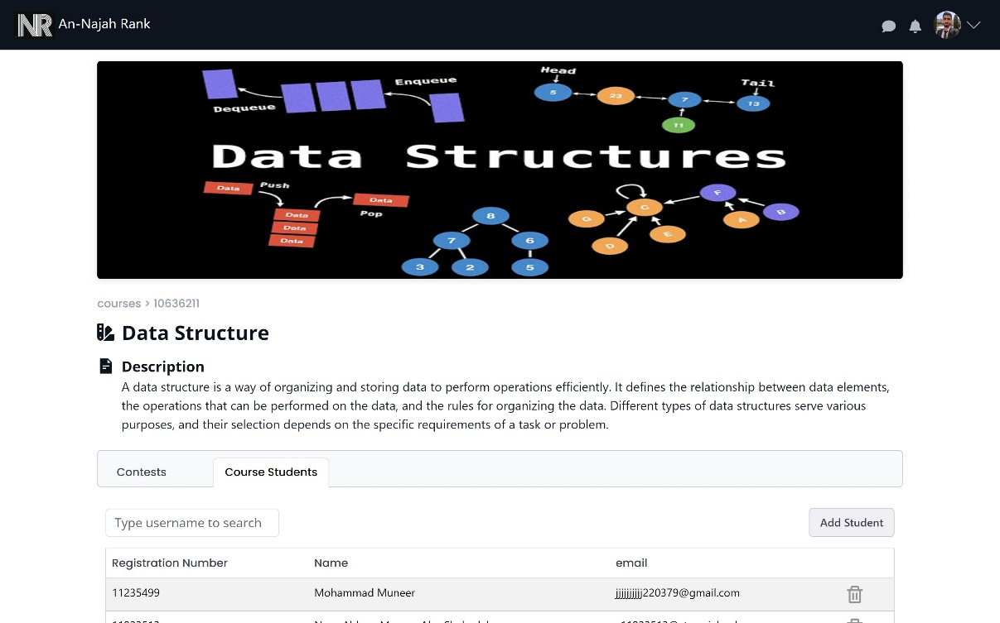 NR An-Najah Rank
Head
Tail
Enqueue
Dequeue
5 23 7 13
11
Data Structures
Data Push
Data Pop
Data
Data
Data
8
7 6
3 2 5
F
C
B
G
A
E
D
courses > 10636211
Data Structure
Description
A data structure is a way of organizing and storing data to perform operations efficiently. It defines the relationship between data elements,
the operations that can be performed on the data, and the rules for organizing the data. Different types of data structures serve various
purposes, and their selection depends on the specific requirements of a task or problem.
Contests Course Students
Type username to search Add Student
Registration Number Name email
11235499 Mohammad Muneer jjjjjjjjjj220379@gmail.com